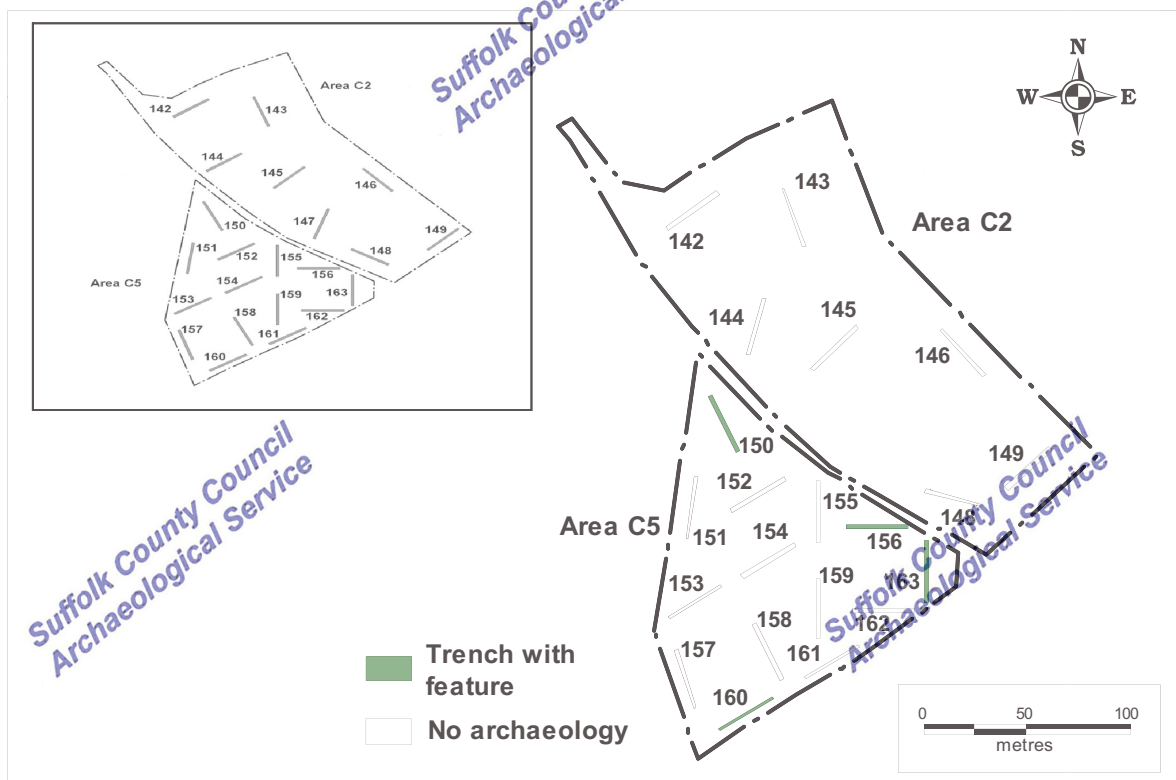 Suffolk Cou
Archaeological
Area C2
142
143
144
145
146
147
149
148
150
151
152
155
156
Area C5
154
163
153
159
158
162
157
161
160
N
W E
S
143
142
Area C2
144
145
146
150
149
152
155
148
Area C5
151
154
156
153
159
163
158
162
157
161
160
Suffolk County Council
Archaeological Service
Suffolk County Council
Archaeological Service
Trench with
feature
No archaeology
0 50 100
metres